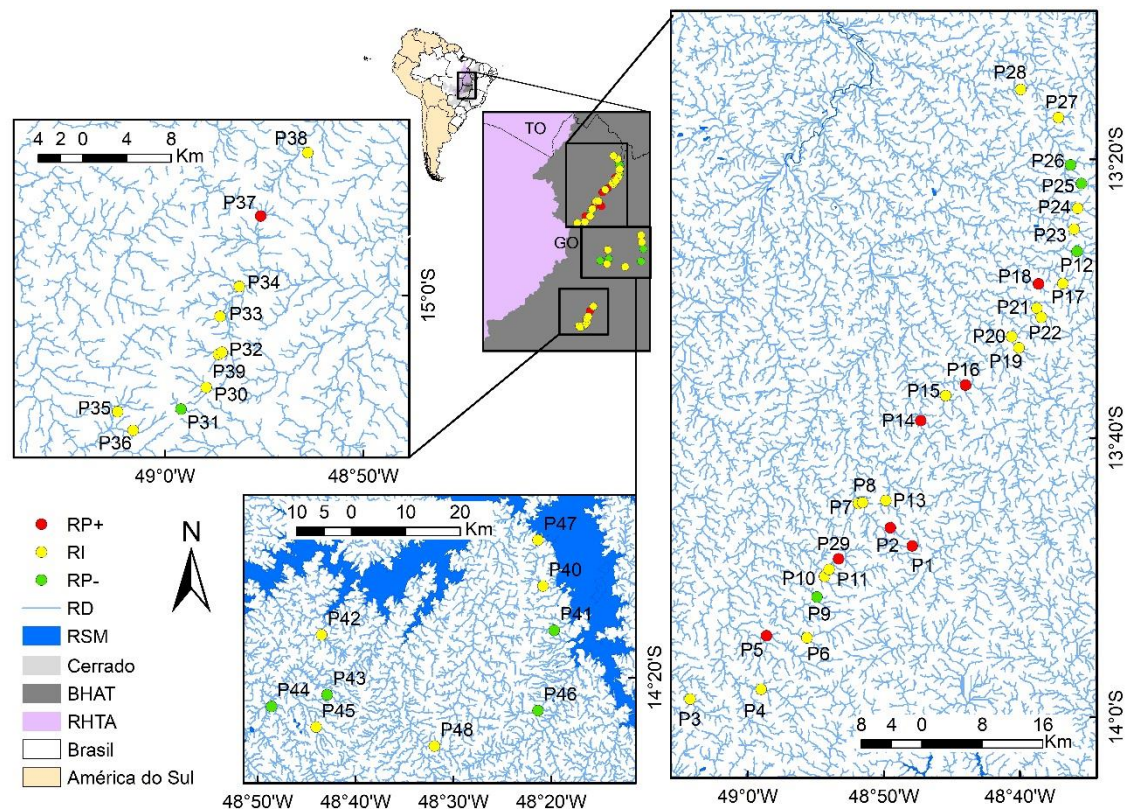 4 2 0 4 8
Km
P38
P37
P34
P33
P32
P39
P30
P31
P35
P36
15°0'S
49°0'W 48°50'W
TO
GO
P28
P27
P26
P25
P24
P23
P12
P18
P17
P21
P22
P20
P19
P16
P15
P14
P8
P7
P13
P2
P1
P29
P10
P11
P9
P5
P6
P4
P3
13°20'S
13°40'S
14°0'S
8 4 0 8 16
Km
49°0'W 48°50'W 48°40'W
10 5 0 10 20
Km
P47
P40
P41
P42
P43
P44
P45
P46
P48
14°20'S
48°50'W 48°40'W 48°30'W 48°20'W
N
RP+
RI
RP-
RD
RSM
Cerrado
BHAT
RHTA
Brasil
América do Sul